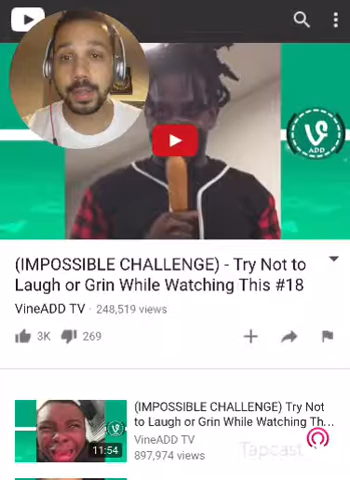 ADD
(IMPOSSIBLE CHALLENGE) - Try Not to
Laugh or Grin While Watching This #18
VineADD TV · 248,519 views
3K 269
(IMPOSSIBLE CHALLENGE) Try Not
to Laugh or Grin While Watching Th...
VineADD TV
897,974 views
11:54
Tapcast